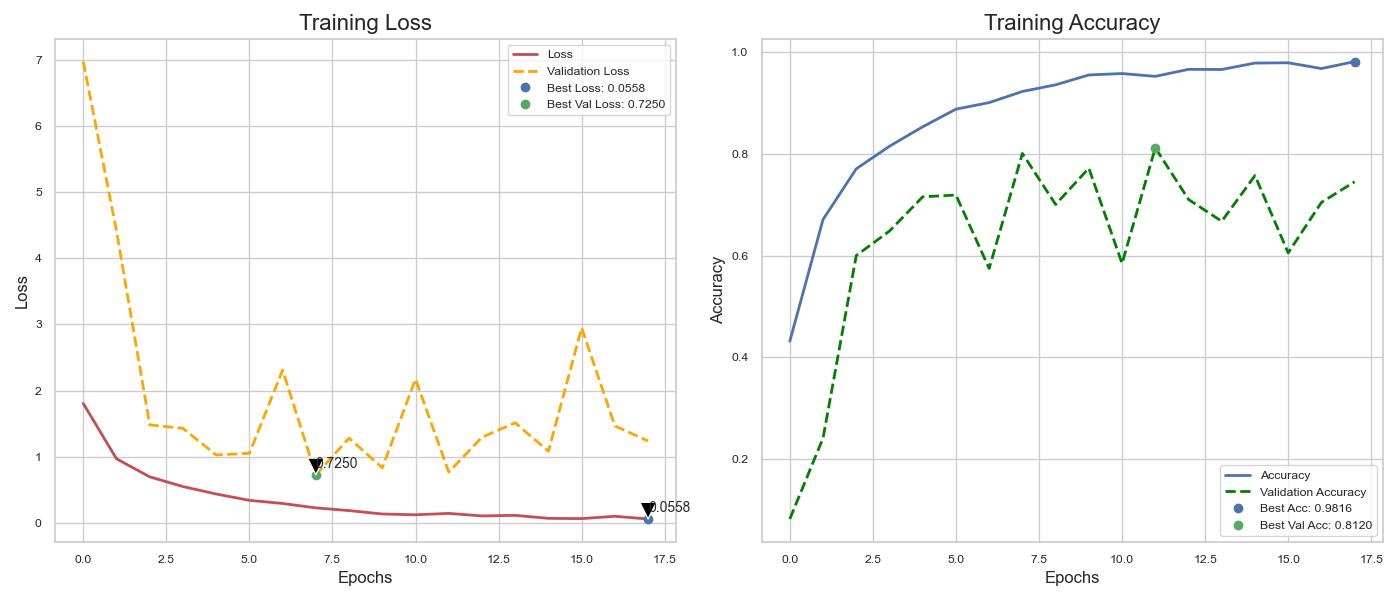 Training Loss
Loss
7
6
5
4
3
2
1
0
Loss
Validation Loss
Best Loss: 0.0558
Best Val Loss: 0.7250
0.7250
0.0558
0.0
2.5
5.0
7.5
10.0
12.5
15.0
17.5
Epochs
Training Accuracy
Accuracy
1.0
0.8
0.6
0.4
0.2
Accuracy
Validation Accuracy
Best Acc: 0.9816
Best Val Acc: 0.8120
0.0
2.5
5.0
7.5
10.0
12.5
15.0
17.5
Epochs